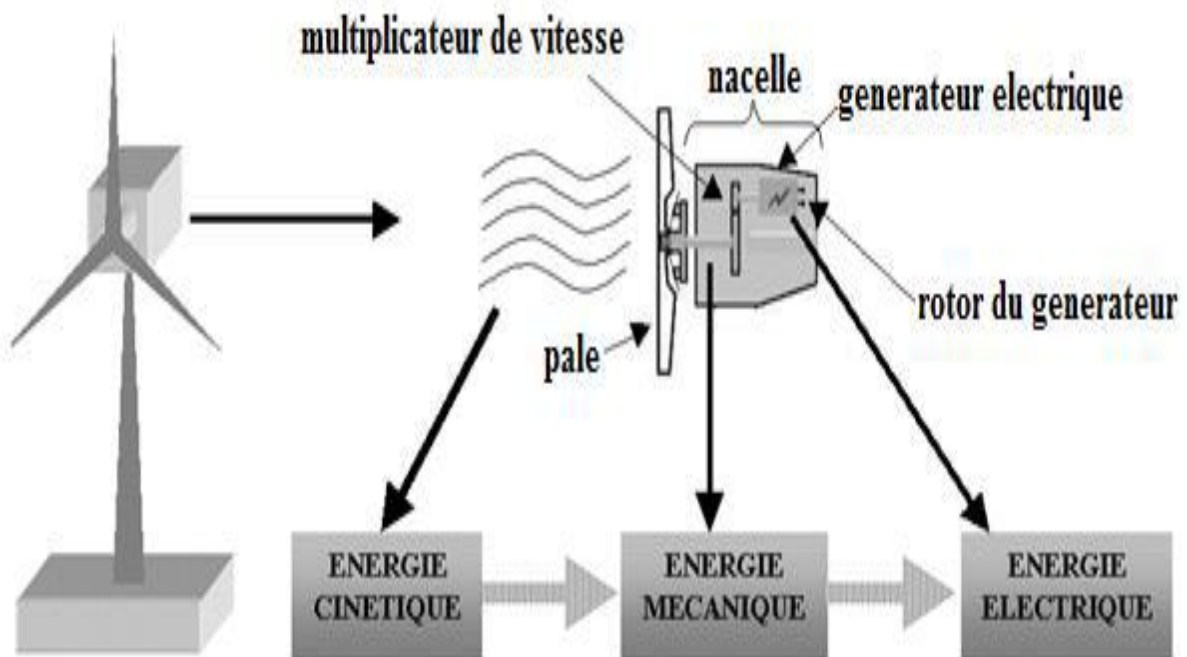 multiplicateur de vitesse
nacelle
generateur electrique
rotor du generateur
pale
ENERGIE
CINETIQUE
ENERGIE
MECANIQUE
ENERGIE
ELECTRIQUE